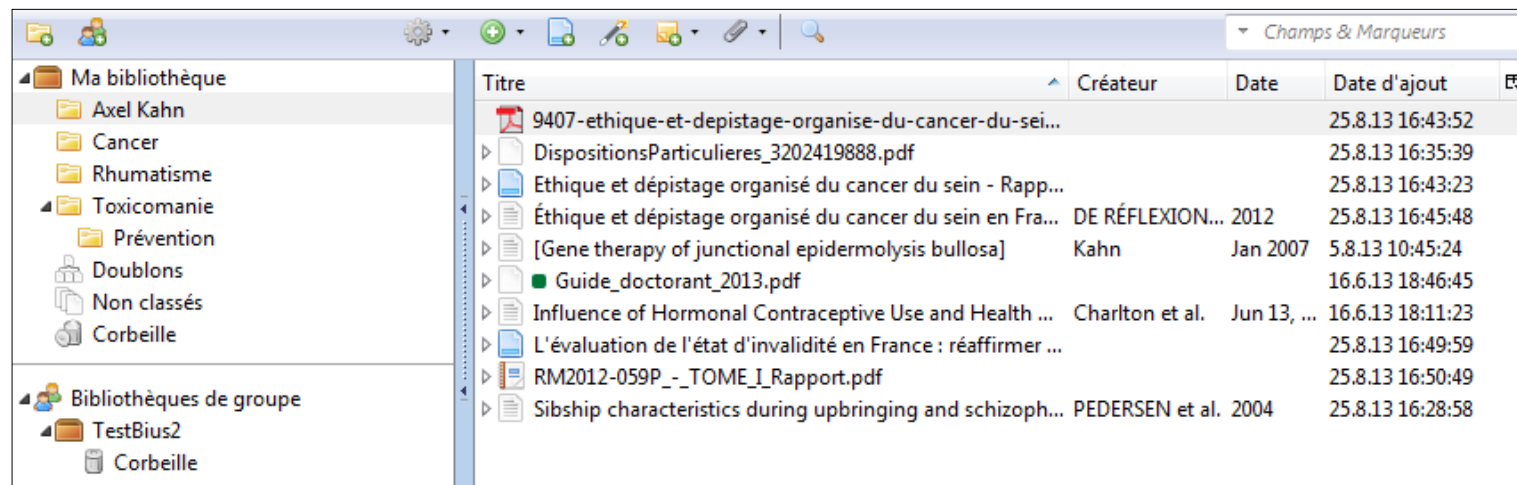 Champs & Marqueurs
Ma bibliothèque
Axel Kahn
Cancer
Rhumatisme
Toxicomanie
Prévention
Doublons
Non classés
Corbeille
Bibliothèques de groupe
TestBius2
Corbeille
Titre Créateur Date Date d'ajout
9407-ethique-et-depistage-organise-du-cancer-du-sei... 25.8.13 16:43:52
DispositionsParticulieres_3202419888.pdf 25.8.13 16:35:39
Ethique et dépistage organisé du cancer du sein - Rapp... 25.8.13 16:43:23
Éthique et dépistage organisé du cancer du sein en Fra... DE RÉFLEXION... 2012 25.8.13 16:45:48
[Gene therapy of junctional epidermolysis bullosa] Kahn Jan 2007 5.8.13 10:45:24
Guide_doctorant_2013.pdf 16.6.13 18:46:45
Influence of Hormonal Contraceptive Use and Health ... Charlton et al. Jun 13, ... 16.6.13 18:11:23
L'évaluation de l'état d'invalidité en France : réaffirmer ... 25.8.13 16:49:59
RM2012-059P_-_TOME_I_Rapport.pdf 25.8.13 16:50:49
Sibship characteristics during upbringing and schizoph... PEDERSEN et al. 2004 25.8.13 16:28:58